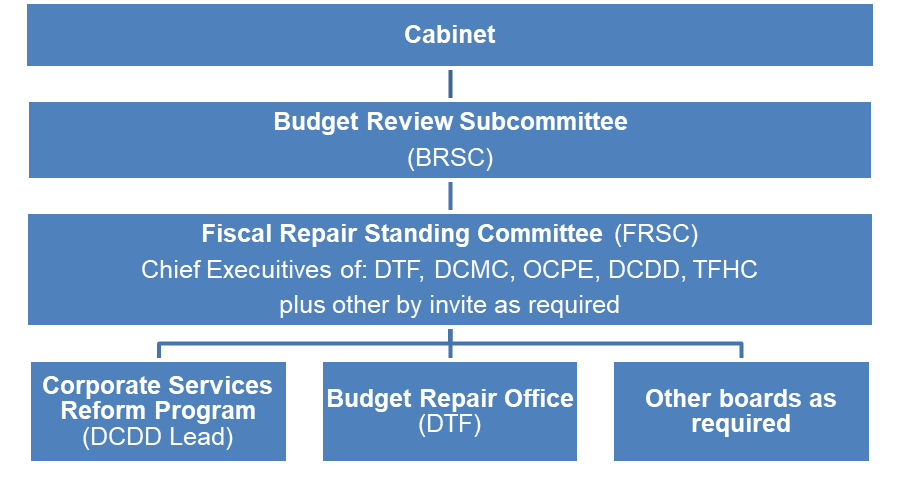 Cabinet
Budget Review Subcommittee
(BRSC)
Fiscal Repair Standing Committee (FRSC)
Chief Execuitives of: DTF, DCMC, OCPE, DCDD, TFHC
plus other by invite as required
Corporate Services
Reform Program
(DCDD Lead)
Budget Repair Office
(DTF)
Other boards as
required